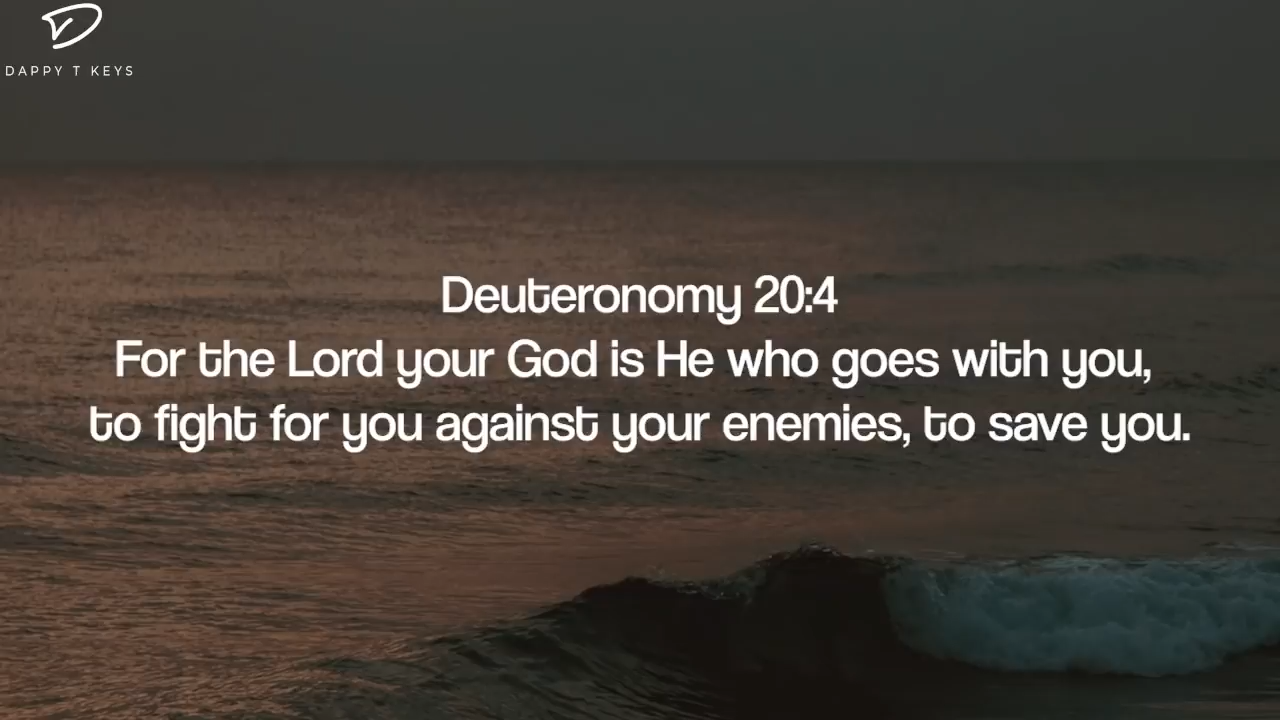 DAPPY T KEYS
Deuteronomy 20:4
For the Lord your God is He who goes with you,
to fight for you against your enemies, to save you.